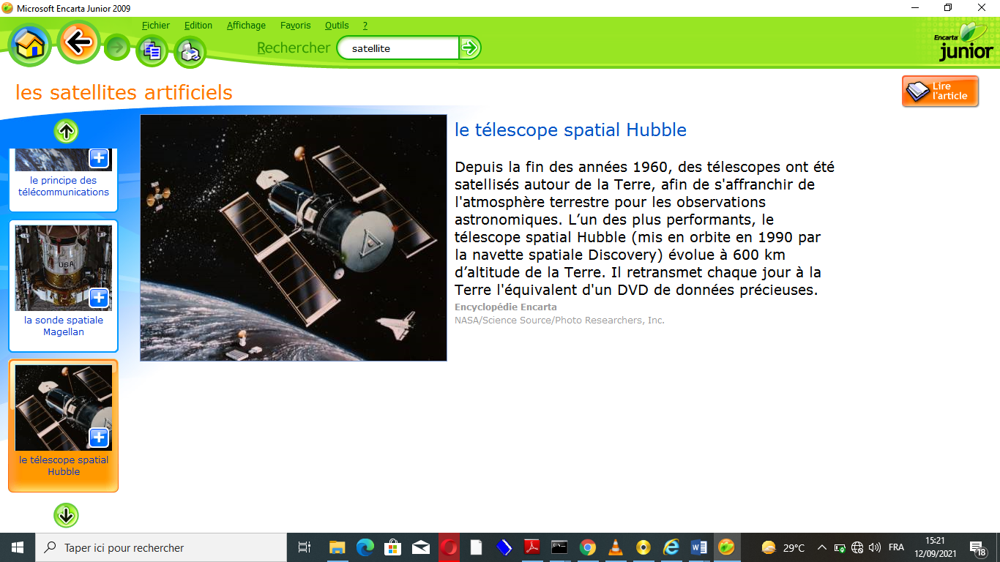 Microsoft Encarta Junior 2009
Fichier Edition Affichage Favoris Outils ?
Rechercher satellite
Encarta
junior
les satellites artificiels
Lire
l'article
le principe des
télécommunications
USA
la sonde spatiale
Magellan
le télescope spatial
Hubble
le télescope spatial Hubble
Depuis la fin des années 1960, des télescopes ont été
satellisés autour de la Terre, afin de s'affranchir de
l'atmosphère terrestre pour les observations
astronomiques. L’un des plus performants, le
télescope spatial Hubble (mis en orbite en 1990 par
la navette spatiale Discovery) évolue à 600 km
d’altitude de la Terre. Il retransmet chaque jour à la
Terre l'équivalent d'un DVD de données précieuses.
Encyclopédie Encarta
NASA/Science Source/Photo Researchers, Inc.
Taper ici pour rechercher
29°C
FRA
15:21
12/09/2021
18